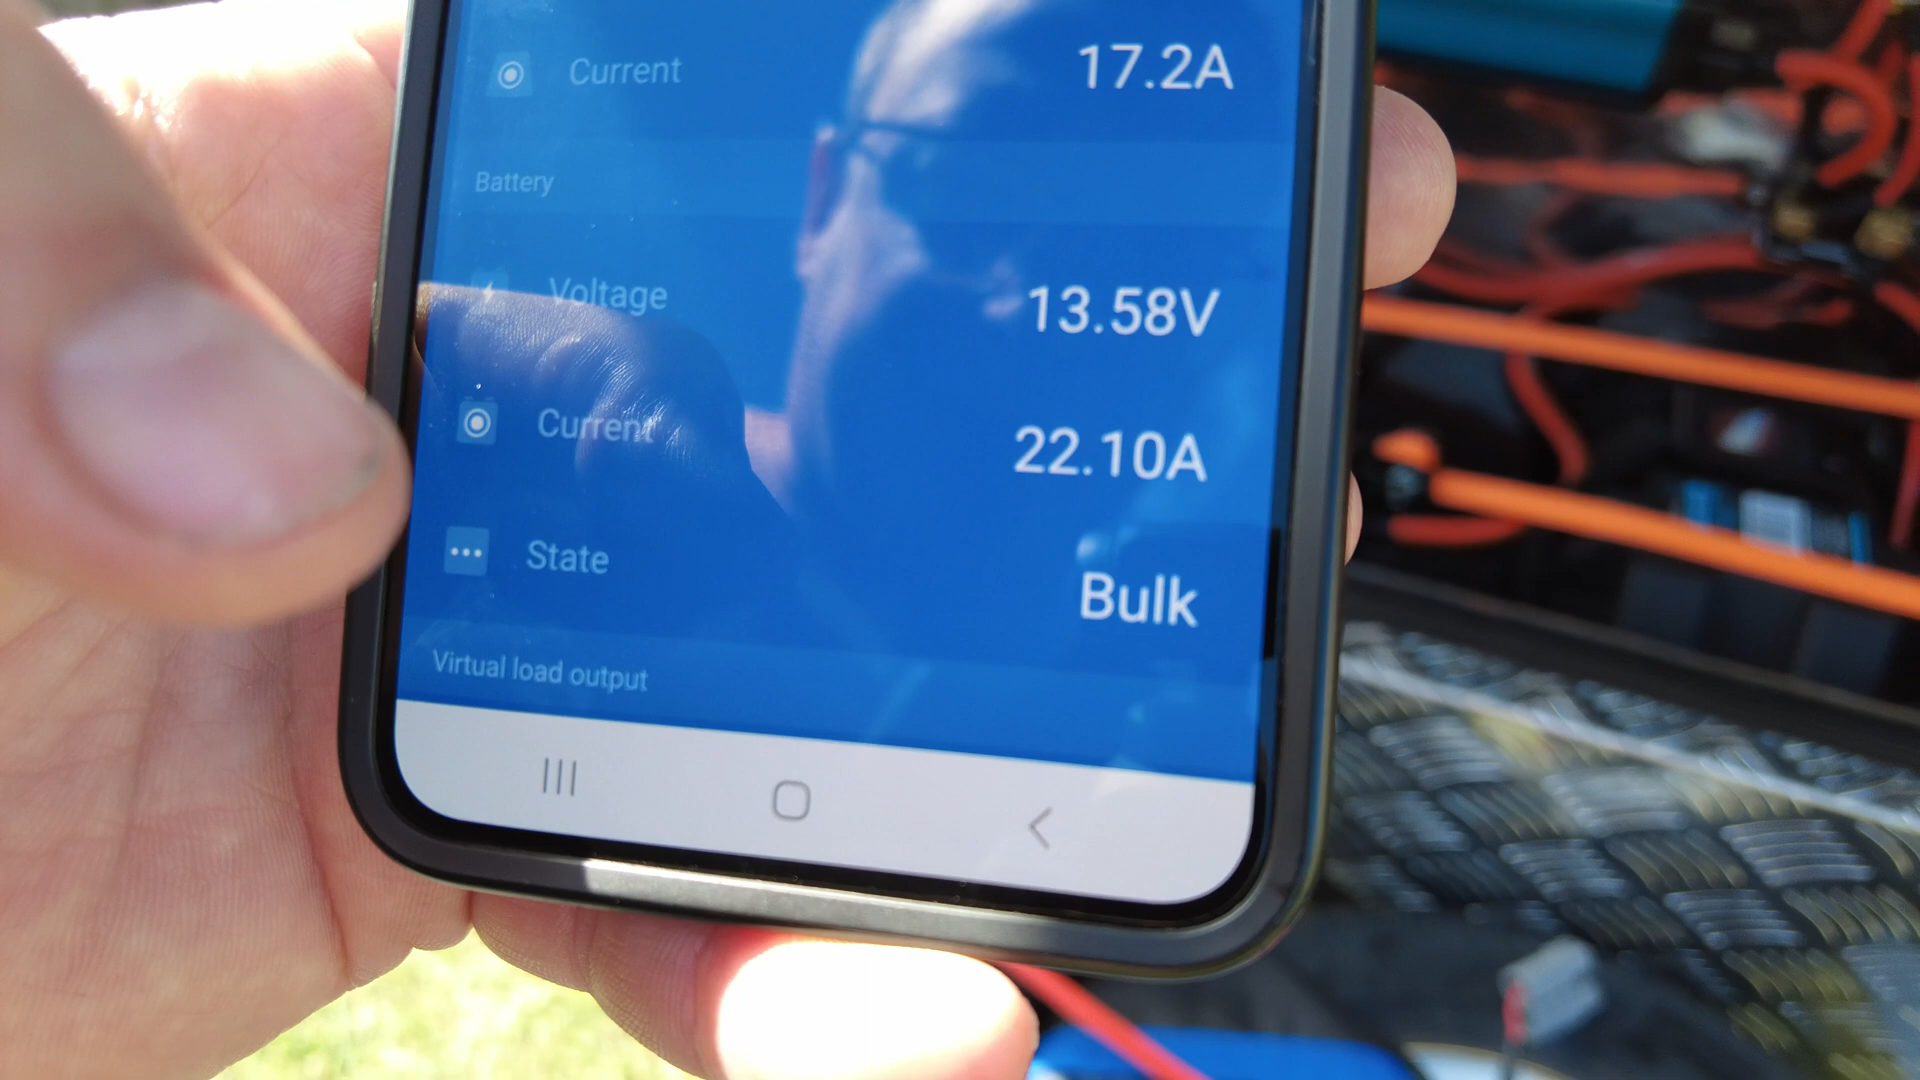 Current 17.2A
Battery
Voltage 13.58V
Current 22.10A
State Bulk
Virtual load output